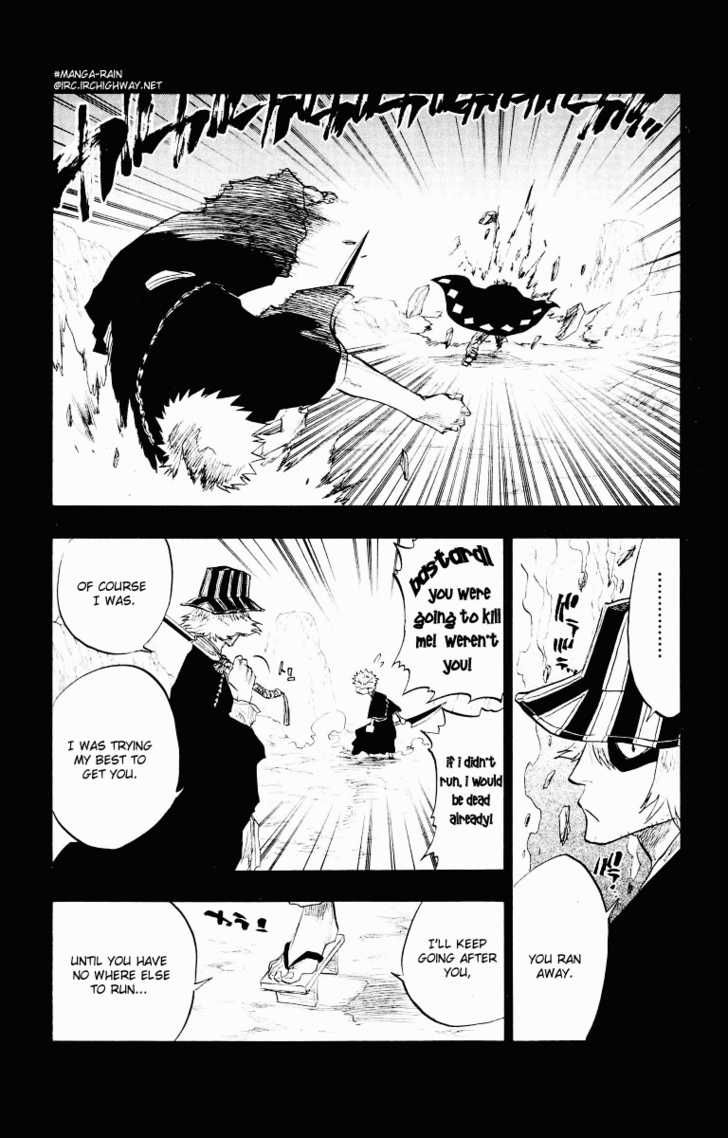 #MANGA-RAIN
@IRC.IRCHIGHWAY.NET
.........
YOU RAN
AWAY.
bastard!
you were
going to kill
me! weren't
you!
if i didn't
run, i would
be dead
already!
OF COURSE
I WAS.
I WAS TRYING
MY BEST TO
GET YOU.
I'LL KEEP
GOING AFTER
YOU,
UNTIL YOU HAVE
NO WHERE ELSE
TO RUN...